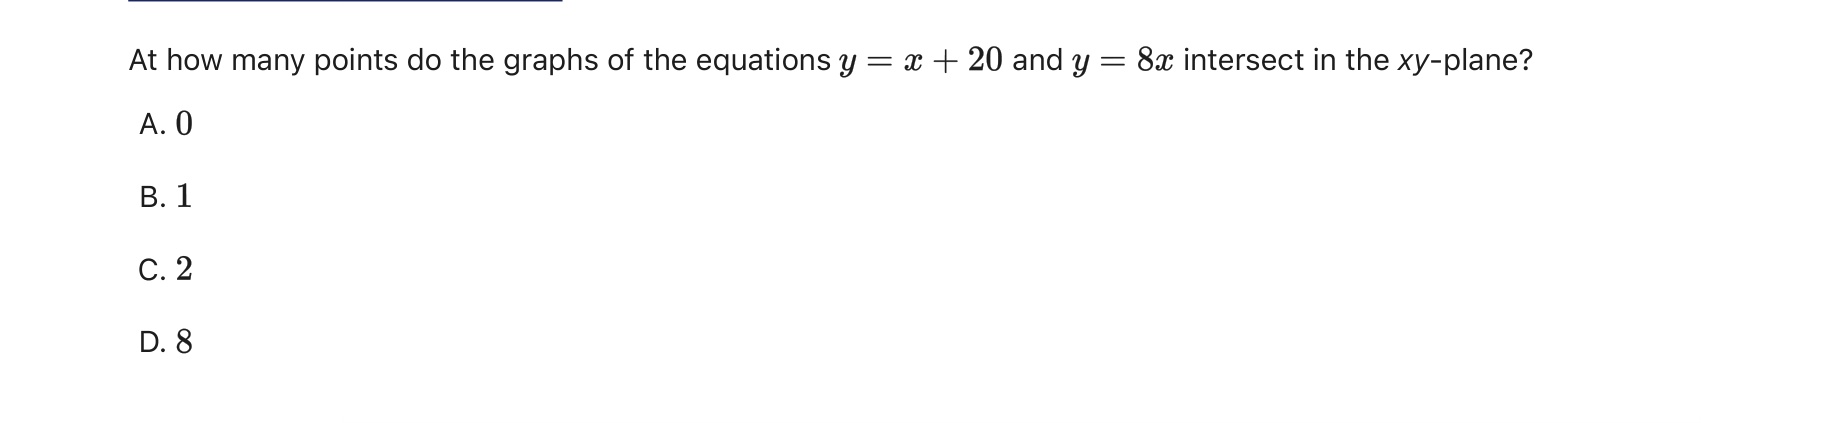 At how many points do the graphs of the equations y = x + 20 and y = 8x intersect in the xy-plane?
A. 0
B. 1
C. 2
D. 8